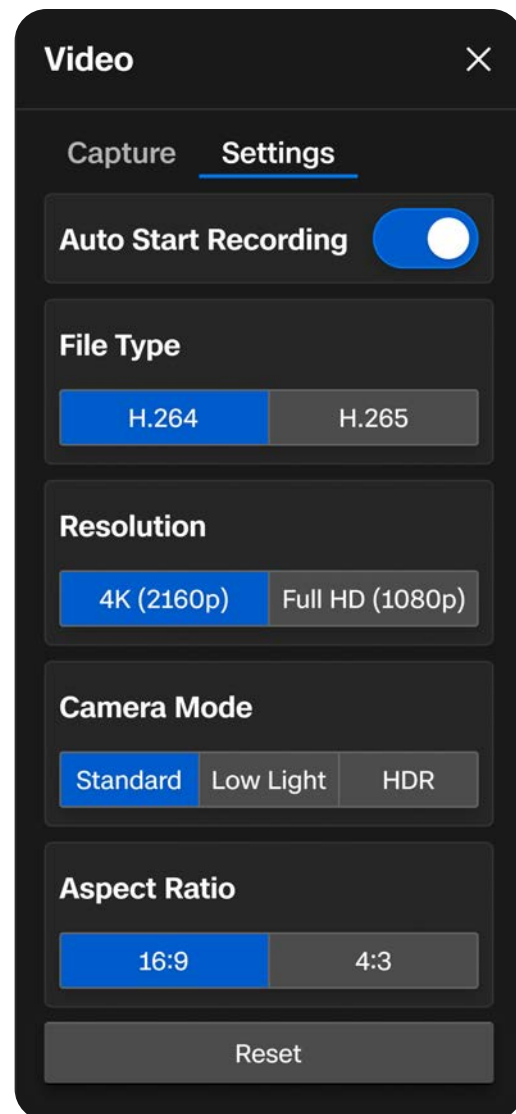 Video
Capture Settings
Auto Start Recording
File Type
H.264 H.265
Resolution
4K (2160p) Full HD (1080p)
Camera Mode
Standard Low Light HDR
Aspect Ratio
16:9 4:3
Reset